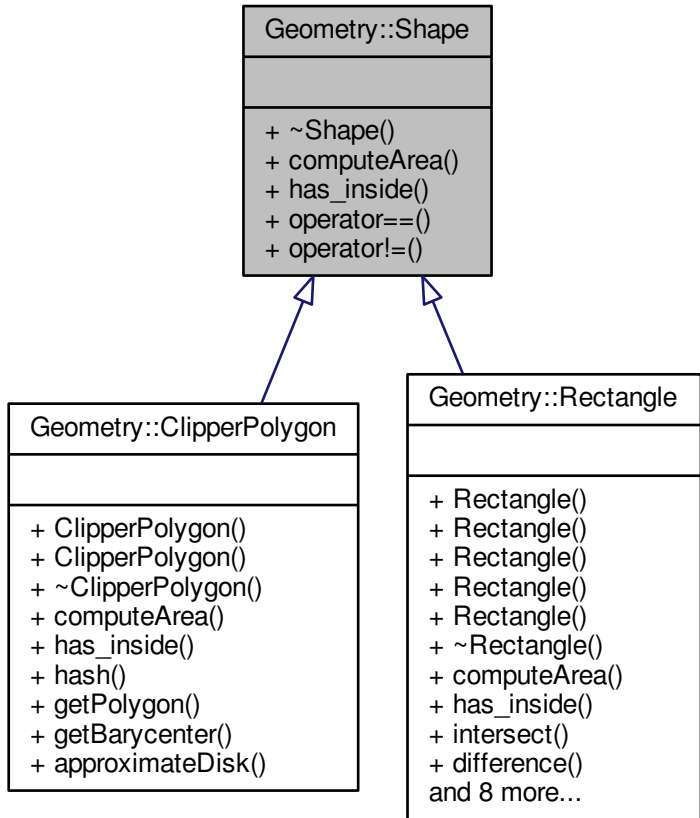 Geometry::Shape
+ ~Shape()
+ computeArea()
+ has_inside()
+ operator==()
+ operator!=()
Geometry::ClipperPolygon
+ ClipperPolygon()
+ ClipperPolygon()
+ ~ClipperPolygon()
+ computeArea()
+ has_inside()
+ hash()
+ getPolygon()
+ getBarycenter()
+ approximateDisk()
Geometry::Rectangle
+ Rectangle()
+ Rectangle()
+ Rectangle()
+ Rectangle()
+ Rectangle()
+ ~Rectangle()
+ computeArea()
+ has_inside()
+ intersect()
+ difference()
and 8 more...